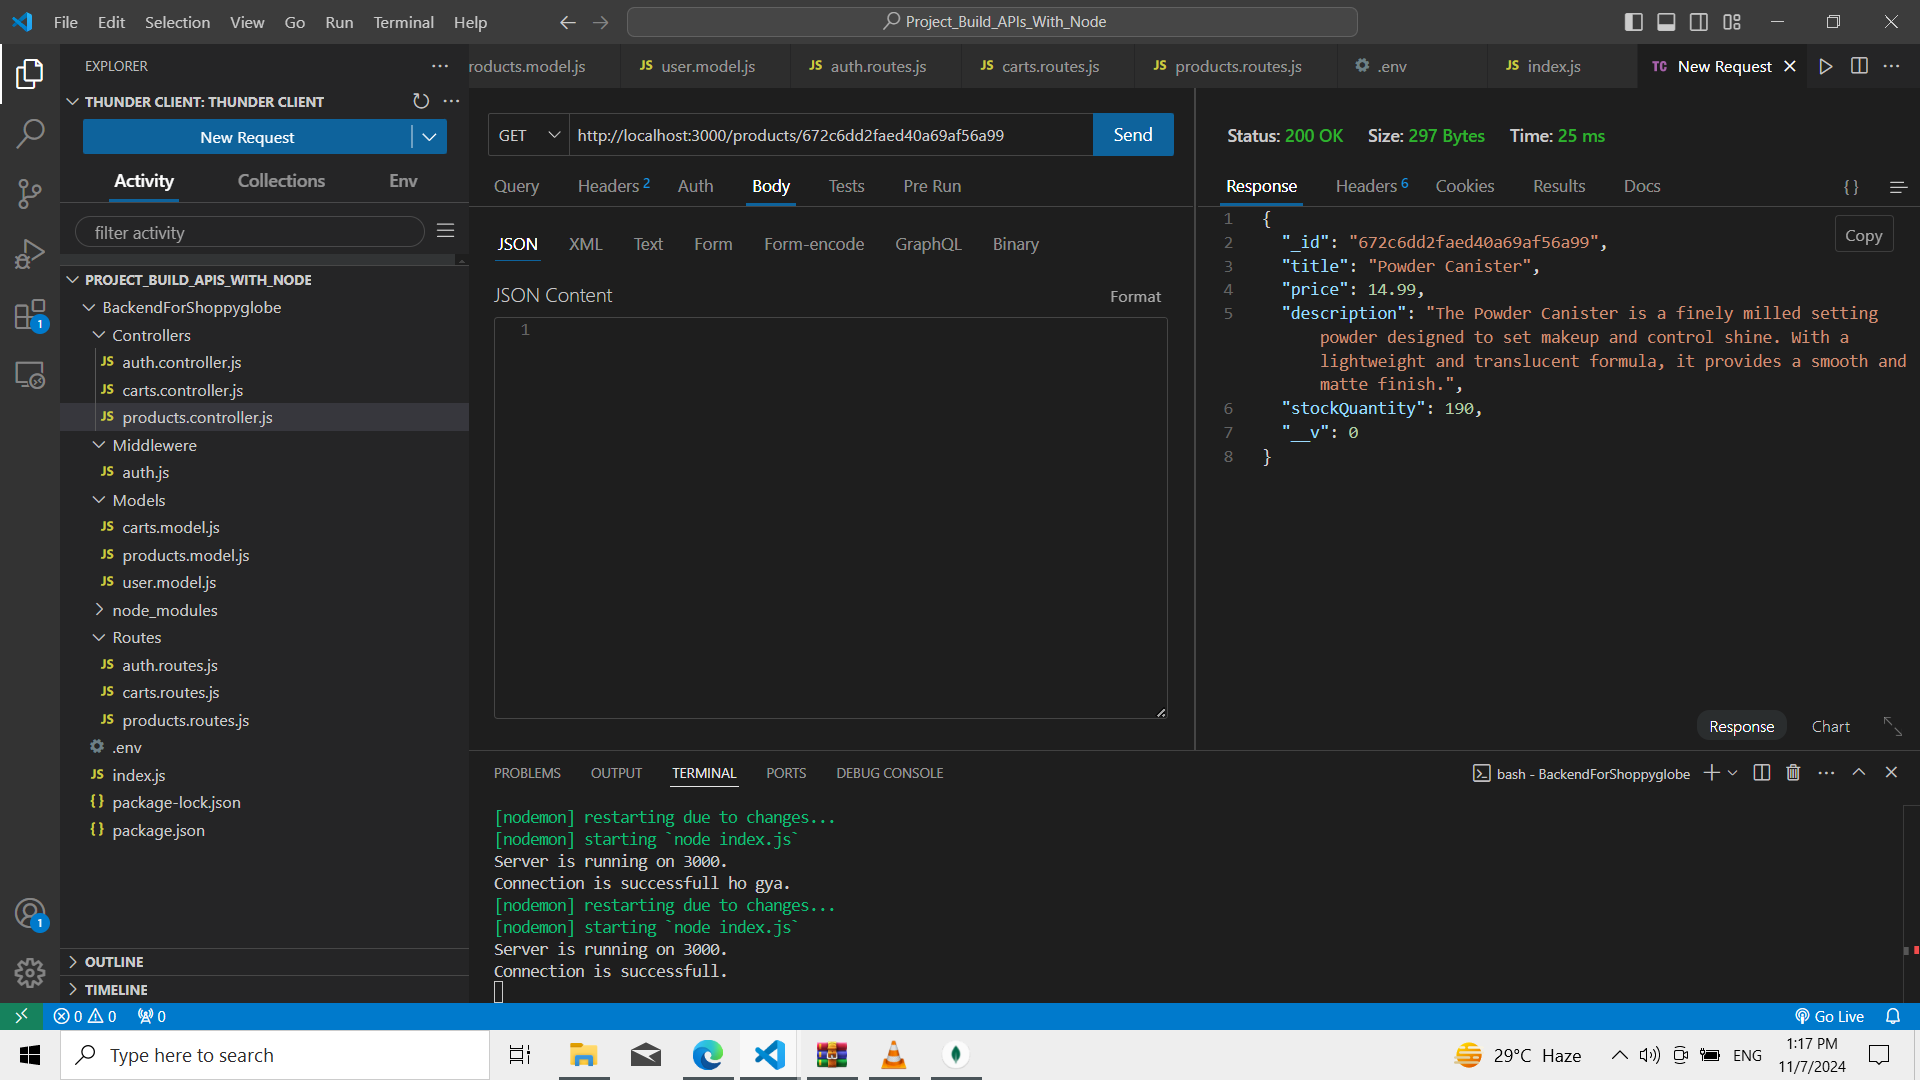 File Edit Selection View Go Run Terminal Help
Project_Build_APIs_With_Node
EXPLORER
roducts.model.js
JS user.model.js
JS auth.routes.js
JS carts.routes.js
JS products.routes.js
.env
JS index.js
TC New Request
THUNDER CLIENT: THUNDER CLIENT
New Request
Activity Collections Env
filter activity
PROJECT_BUILD_APIS_WITH_NODE
BackendForShoppyglobe
Controllers
JS auth.controller.js
JS carts.controller.js
JS products.controller.js
Middlewere
JS auth.js
Models
JS carts.model.js
JS products.model.js
JS user.model.js
node_modules
Routes
JS auth.routes.js
JS carts.routes.js
JS products.routes.js
.env
JS index.js
{} package-lock.json
{} package.json
OUTLINE
TIMELINE
1
1
GET http://localhost:3000/products/672c6dd2faed40a69af56a99 Send
Query Headers 2 Auth Body Tests Pre Run
JSON XML Text Form Form-encode GraphQL Binary
JSON Content Format
1
Status: 200 OK Size: 297 Bytes Time: 25 ms
Response Headers 6 Cookies Results Docs { }
Copy
1 {
2 "_id": "672c6dd2faed40a69af56a99",
3 "title": "Powder Canister",
4 "price": 14.99,
5 "description": "The Powder Canister is a finely milled setting
powder designed to set makeup and control shine. With a
lightweight and translucent formula, it provides a smooth and
matte finish.",
6 "stockQuantity": 190,
7 "__v": 0
8 }
Response Chart
PROBLEMS OUTPUT TERMINAL PORTS DEBUG CONSOLE
bash - BackendForShoppyglobe
[nodemon] restarting due to changes...
[nodemon] starting `node index.js`
Server is running on 3000.
Connection is successfull ho gya.
[nodemon] restarting due to changes...
[nodemon] starting `node index.js`
Server is running on 3000.
Connection is successfull.
0 0 0
Go Live
Type here to search
29°C Haze
ENG
1:17 PM
11/7/2024